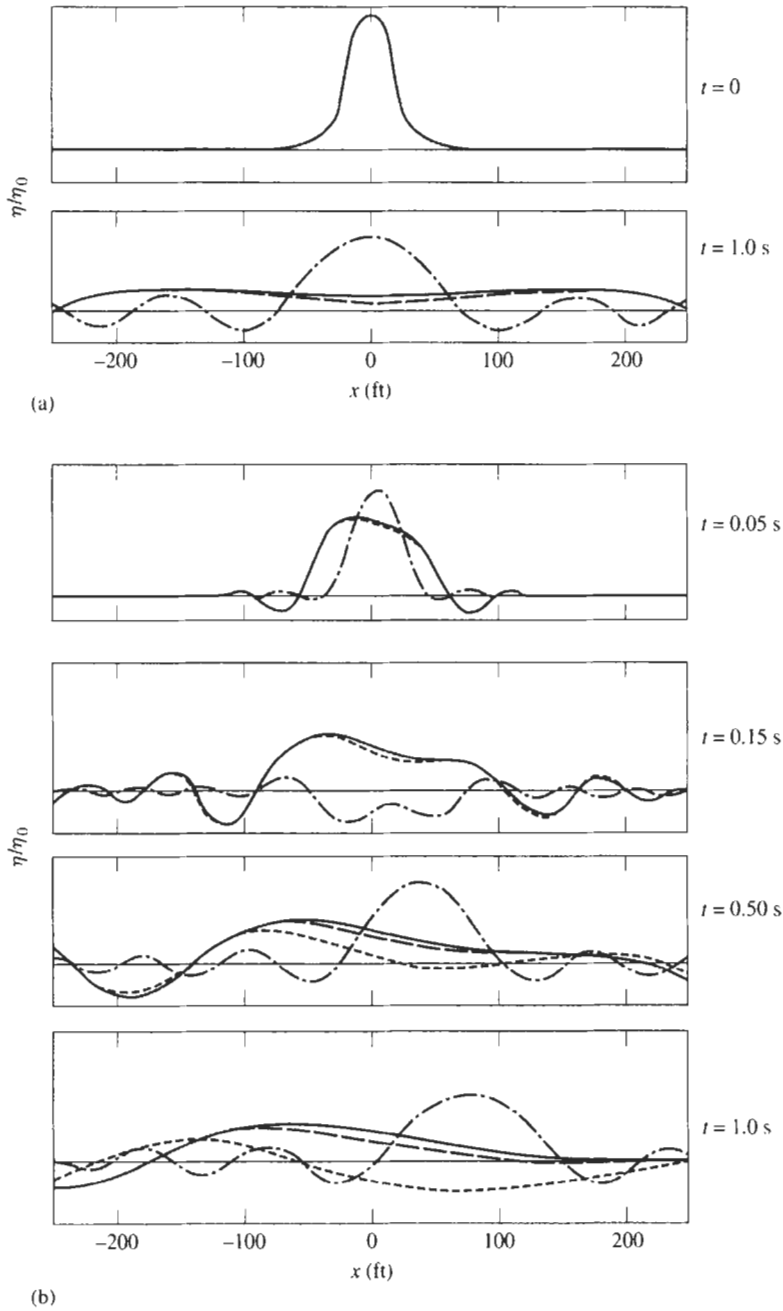 η/η₀
t = 0
t = 1.0 s
−200 −100 0 100 200
x (ft)
(a)
η/η₀
t = 0.05 s
t = 0.15 s
t = 0.50 s
t = 1.0 s
−200 −100 0 100 200
x (ft)
(b)